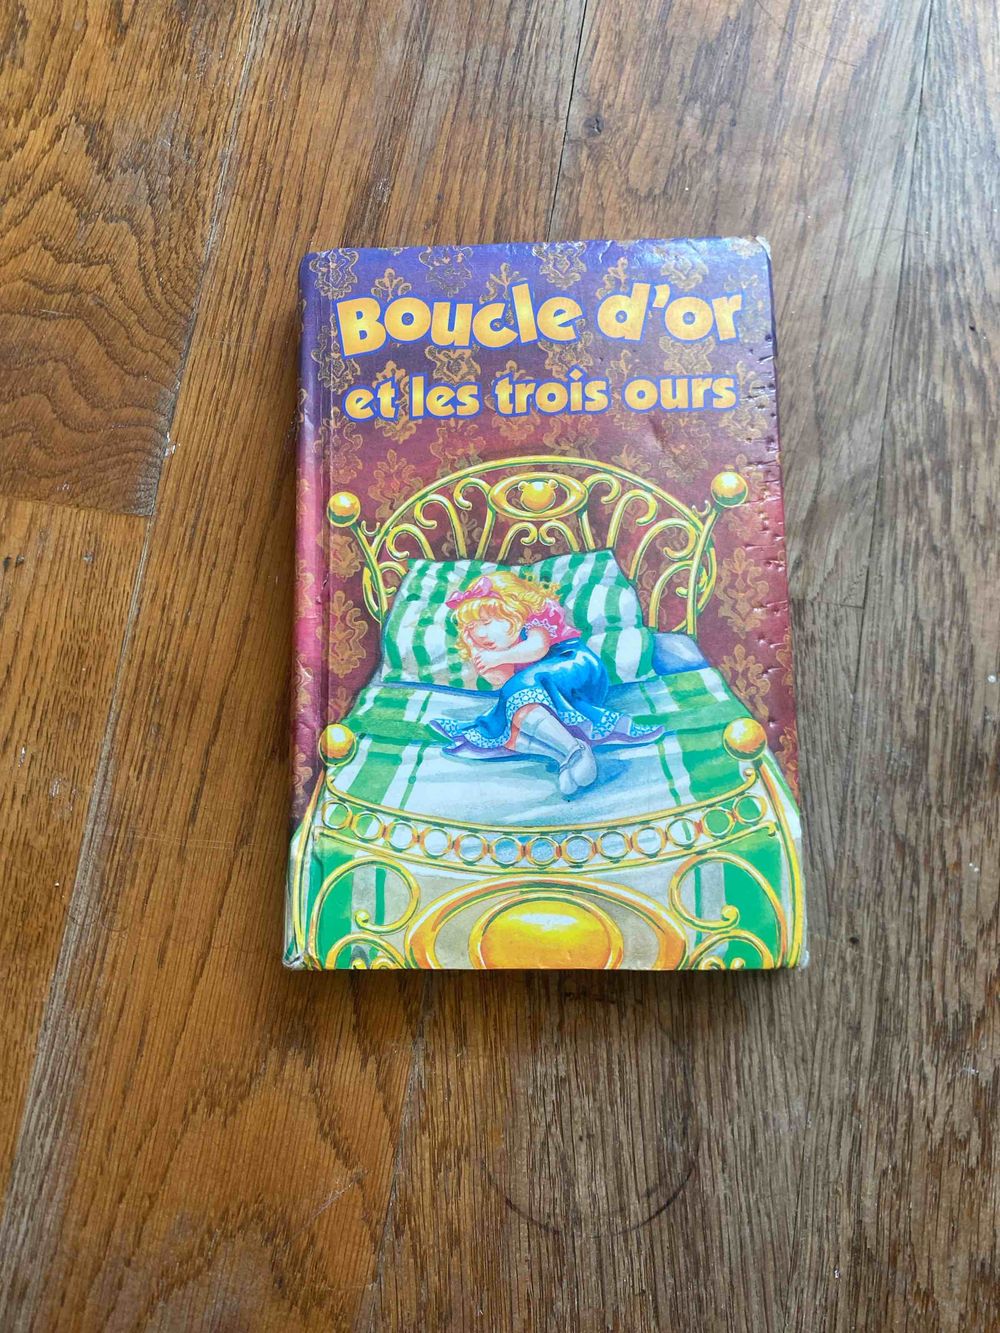 Boucle d'or
et les trois ours